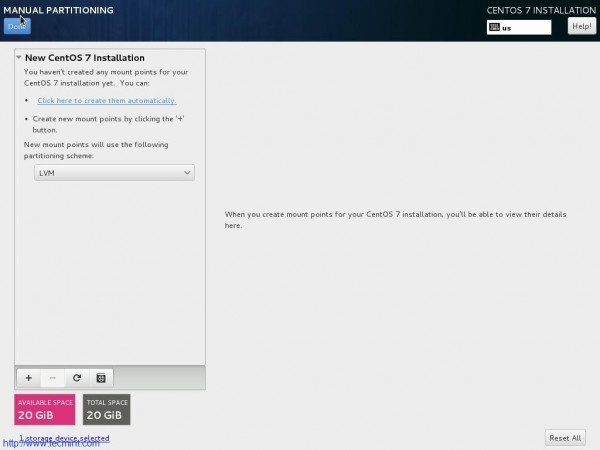 MANUAL PARTITIONING
CENTOS 7 INSTALLATION
Done
us
Help!
New CentOS 7 Installation
You haven't created any mount points for your
CentOS 7 installation yet. You can:
• Click here to create them automatically.
• Create new mount points by clicking the '+'
button.
New mount points will use the following
partitioning scheme:
LVM
When you create mount points for your CentOS 7 installation, you'll be able to view their details
here.
+ −
AVAILABLE SPACE
20 GiB
TOTAL SPACE
20 GiB
1 storage device selected
http://www.tecmint.com
Reset All